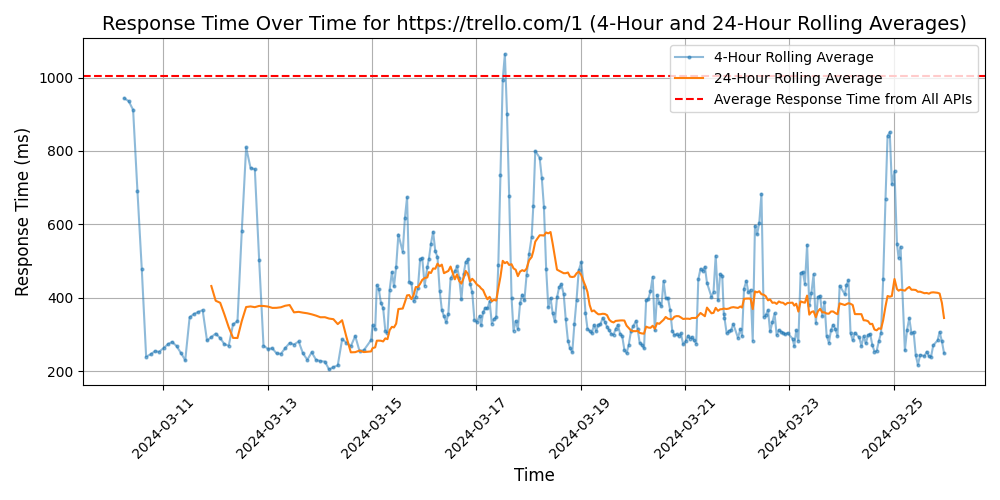 Response Time Over Time for https://trello.com/1 (4-Hour and 24-Hour Rolling Averages)
4-Hour Rolling Average
24-Hour Rolling Average
Average Response Time from All APIs
Response Time (ms)
1000
800
600
400
200
2024-03-11
2024-03-13
2024-03-15
2024-03-17
2024-03-19
2024-03-21
2024-03-23
2024-03-25
Time